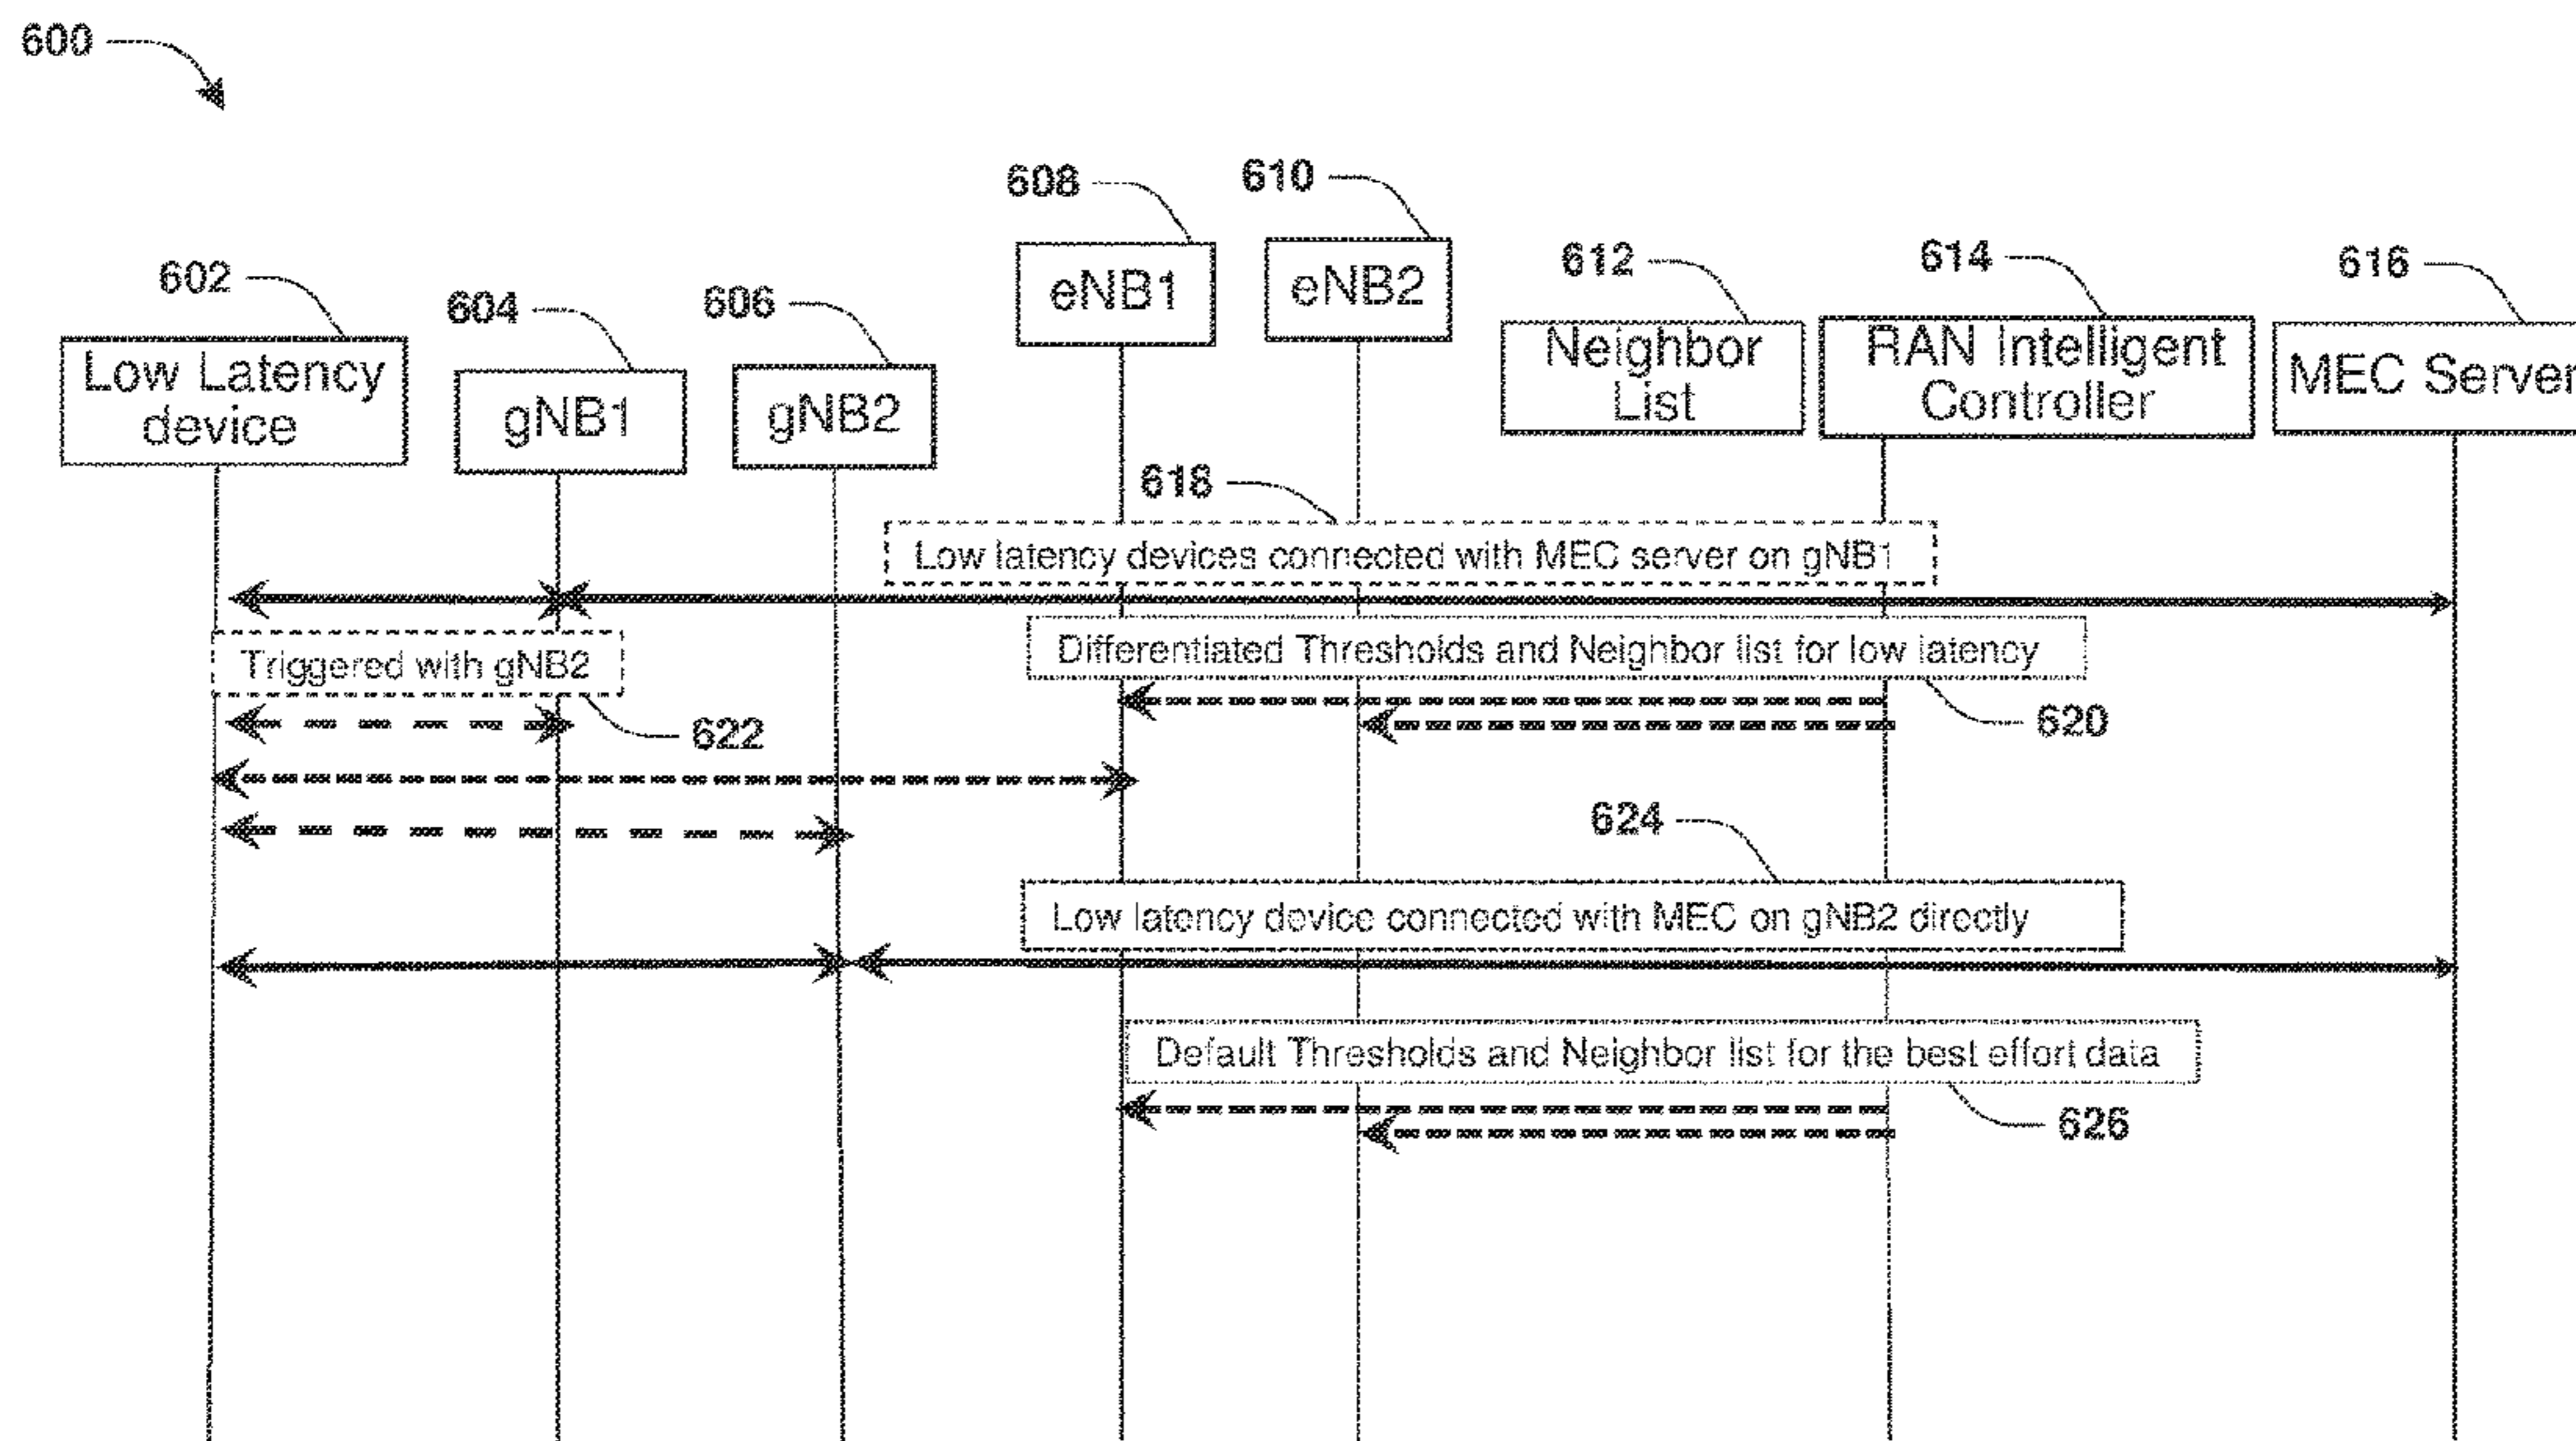 600
608
610
602
604
606
612
614
616
eNB1
eNB2
Low Latency
device
gNB1
gNB2
Neighbor
List
RAN Intelligent
Controller
MEC Server
618
Low latency devices connected with MEC server on gNB1
Differentiated Thresholds and Neighbor list for low latency
Triggered with gNB2
622
620
624
Low latency device connected with MEC on gNB2 directly
Default Thresholds and Neighbor list for the best effort data
626